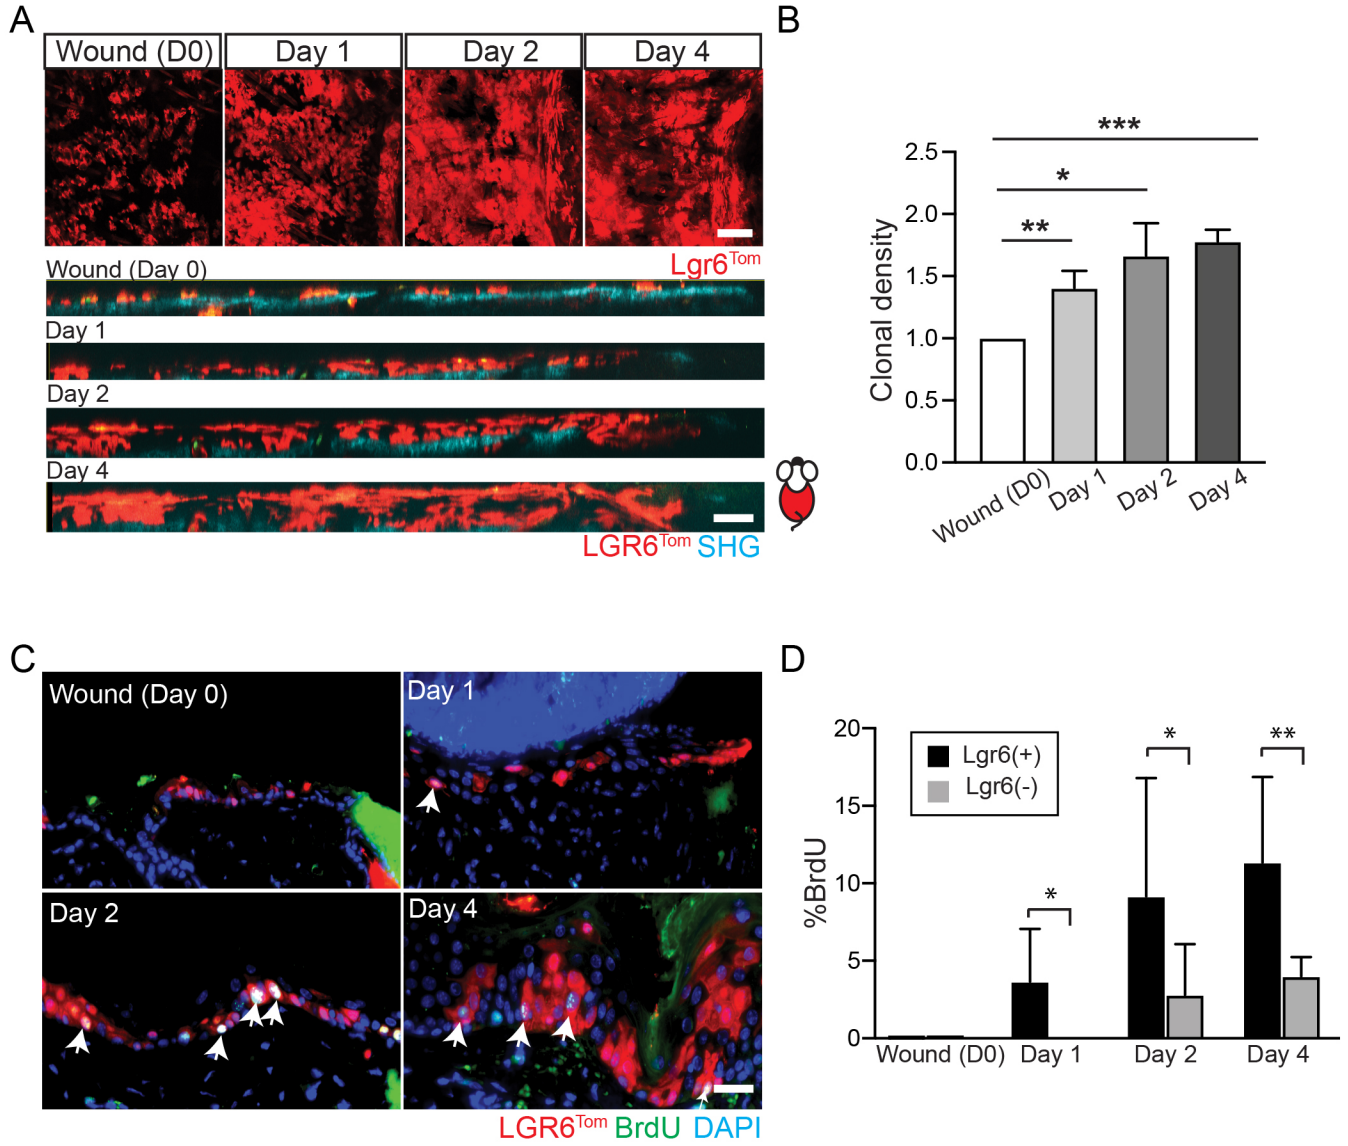 A
Wound (D0) Day 1 Day 2 Day 4
Lgr6Tom
Wound (Day 0)
Day 1
Day 2
Day 4
LGR6Tom SHG
B
***
*
**
2.5
2.0
1.5
1.0
0.5
0.0
Clonal density
Wound (D0) Day 1 Day 2 Day 4
C
Wound (Day 0)
Day 1
Day 2
Day 4
LGR6Tom BrdU DAPI
D
20
15
10
5
0
%BrdU
Lgr6(+)
Lgr6(-)
*
*
**
Wound (D0) Day 1 Day 2 Day 4